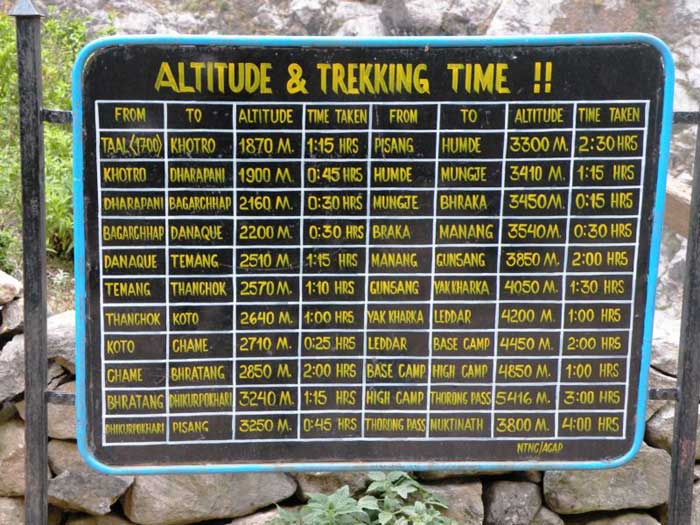 ALTITUDE & TREKKING TIME !!
FROM TO ALTITUDE TIME TAKEN FROM TO ALTITUDE TIME TAKEN
TAAL(1700) KHOTRO 1870 M. 1:15 HRS PISANG HUMDE 3300 M. 2:30 HRS
KHOTRO DHARAPANI 1900 M. 0:45 HRS HUMDE MUNGJE 3410 M. 1:15 HRS
DHARAPANI BAGARCHHAP 2160 M. 0:30 HRS MUNGJE BHRAKA 3450M. 0:15 HRS
BAGARCHHAP DANAQUE 2200 M. 0:30 HRS BRAKA MANANG 3540M. 0:30 HRS
DANAQUE TEMANG 2510 M. 1:15 HRS MANANG GUNSANG 3850 M. 2:00 HRS
TEMANG THANCHOK 2570 M. 1:10 HRS GUNSANG YAK KHARKA 4050 M. 1:30 HRS
THANCHOK KOTO 2640 M. 1:00 HRS YAK KHARKA LEDDAR 4200 M. 1:00 HRS
KOTO CHAME 2710 M. 0:25 HRS LEDDAR BASE CAMP 4450 M. 2:00 HRS
CHAME BHRATANG 2850 M. 2:00 HRS BASE CAMP HIGH CAMP 4850 M. 1:00 HRS
BHRATANG DHIKURPOKHARI 3240 M. 1:15 HRS HIGH CAMP THORONG PASS 5416 M. 3:00 HRS
DHIKURPOKHARI PISANG 3250 M. 0:45 HRS THORONG PASS MUKTINATH 3800 M. 4:00 HRS
NTNG/ACAP